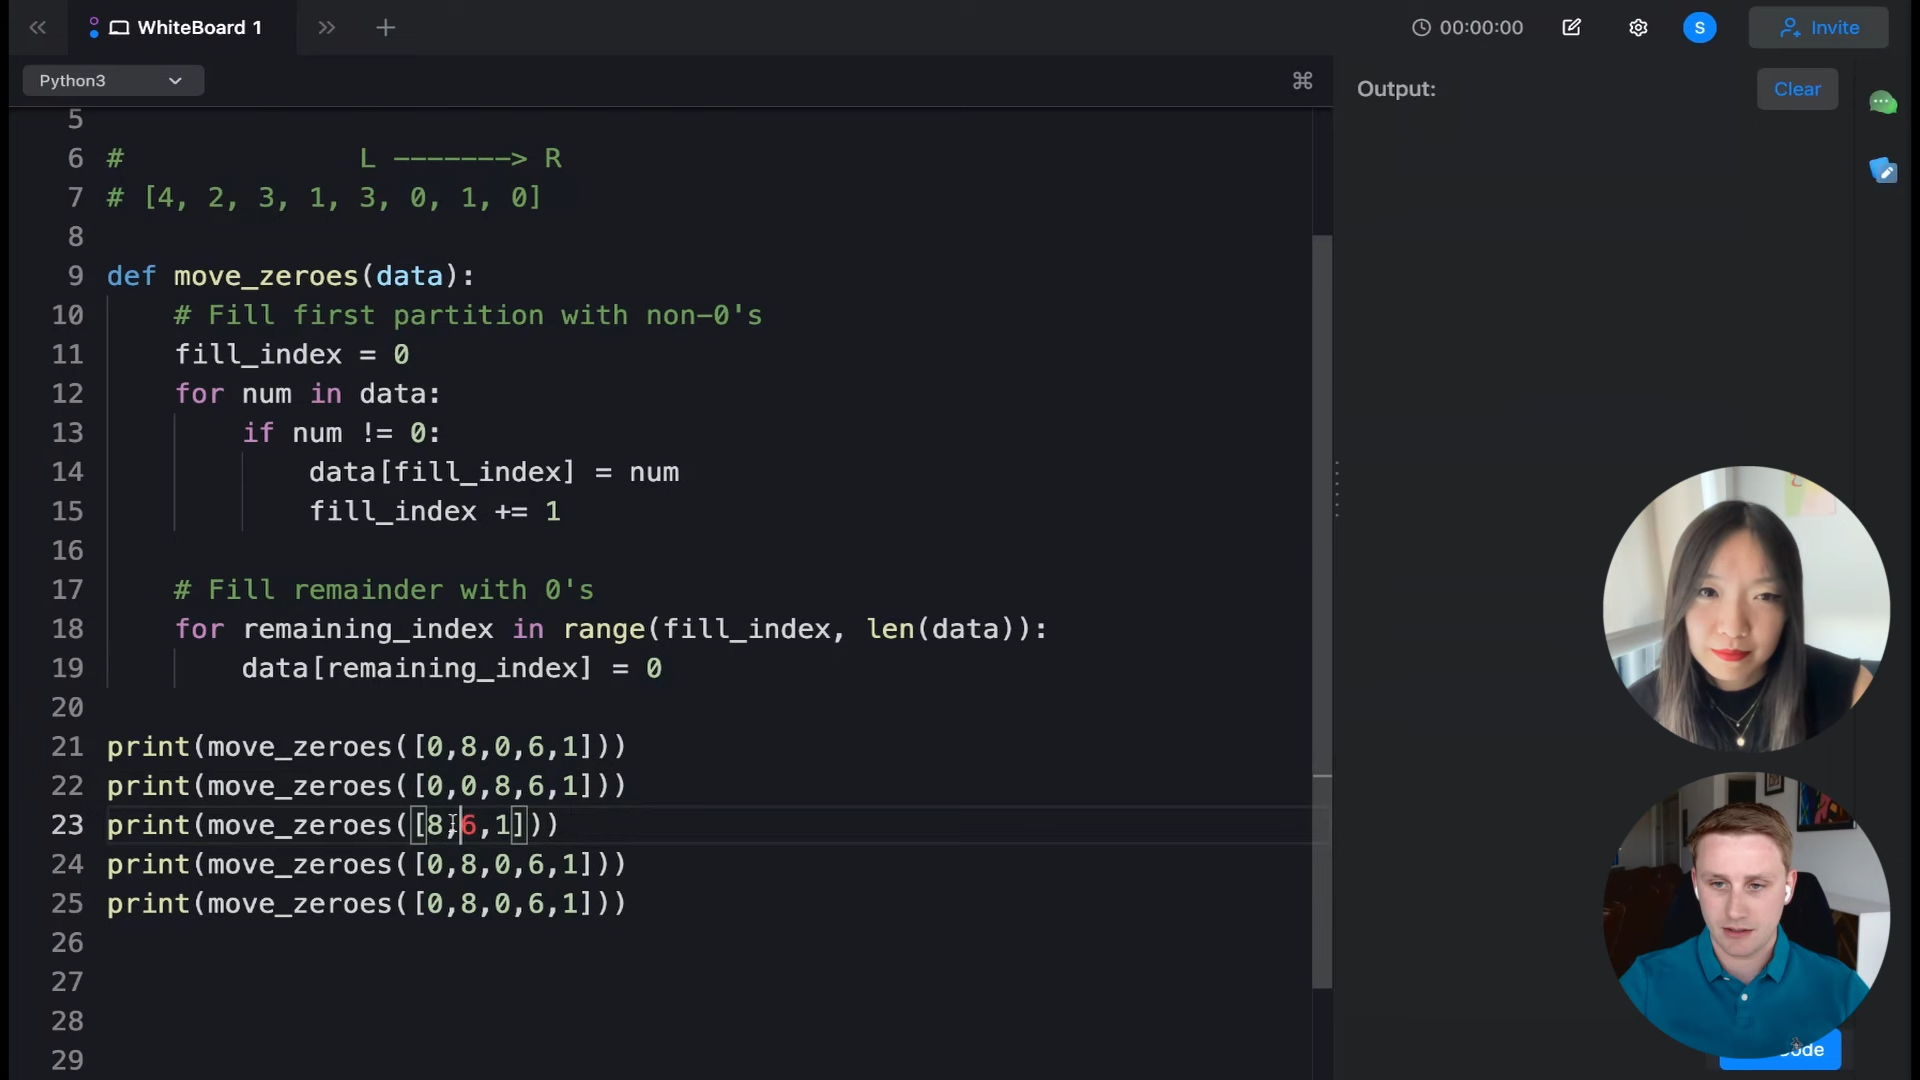 WhiteBoard 1
00:00:00
S
Invite
Python3
Output:
Clear
5
6 #               L -------> R
7 # [4, 2, 3, 1, 3, 0, 1, 0]
8
9 def move_zeroes(data):
10     # Fill first partition with non-0's
11     fill_index = 0
12     for num in data:
13         if num != 0:
14             data[fill_index] = num
15             fill_index += 1
16
17     # Fill remainder with 0's
18     for remaining_index in range(fill_index, len(data)):
19         data[remaining_index] = 0
20
21 print(move_zeroes([0,8,0,6,1]))
22 print(move_zeroes([0,0,8,6,1]))
23 print(move_zeroes([8,6,1]))
24 print(move_zeroes([0,8,0,6,1]))
25 print(move_zeroes([0,8,0,6,1]))
26
27
28
29